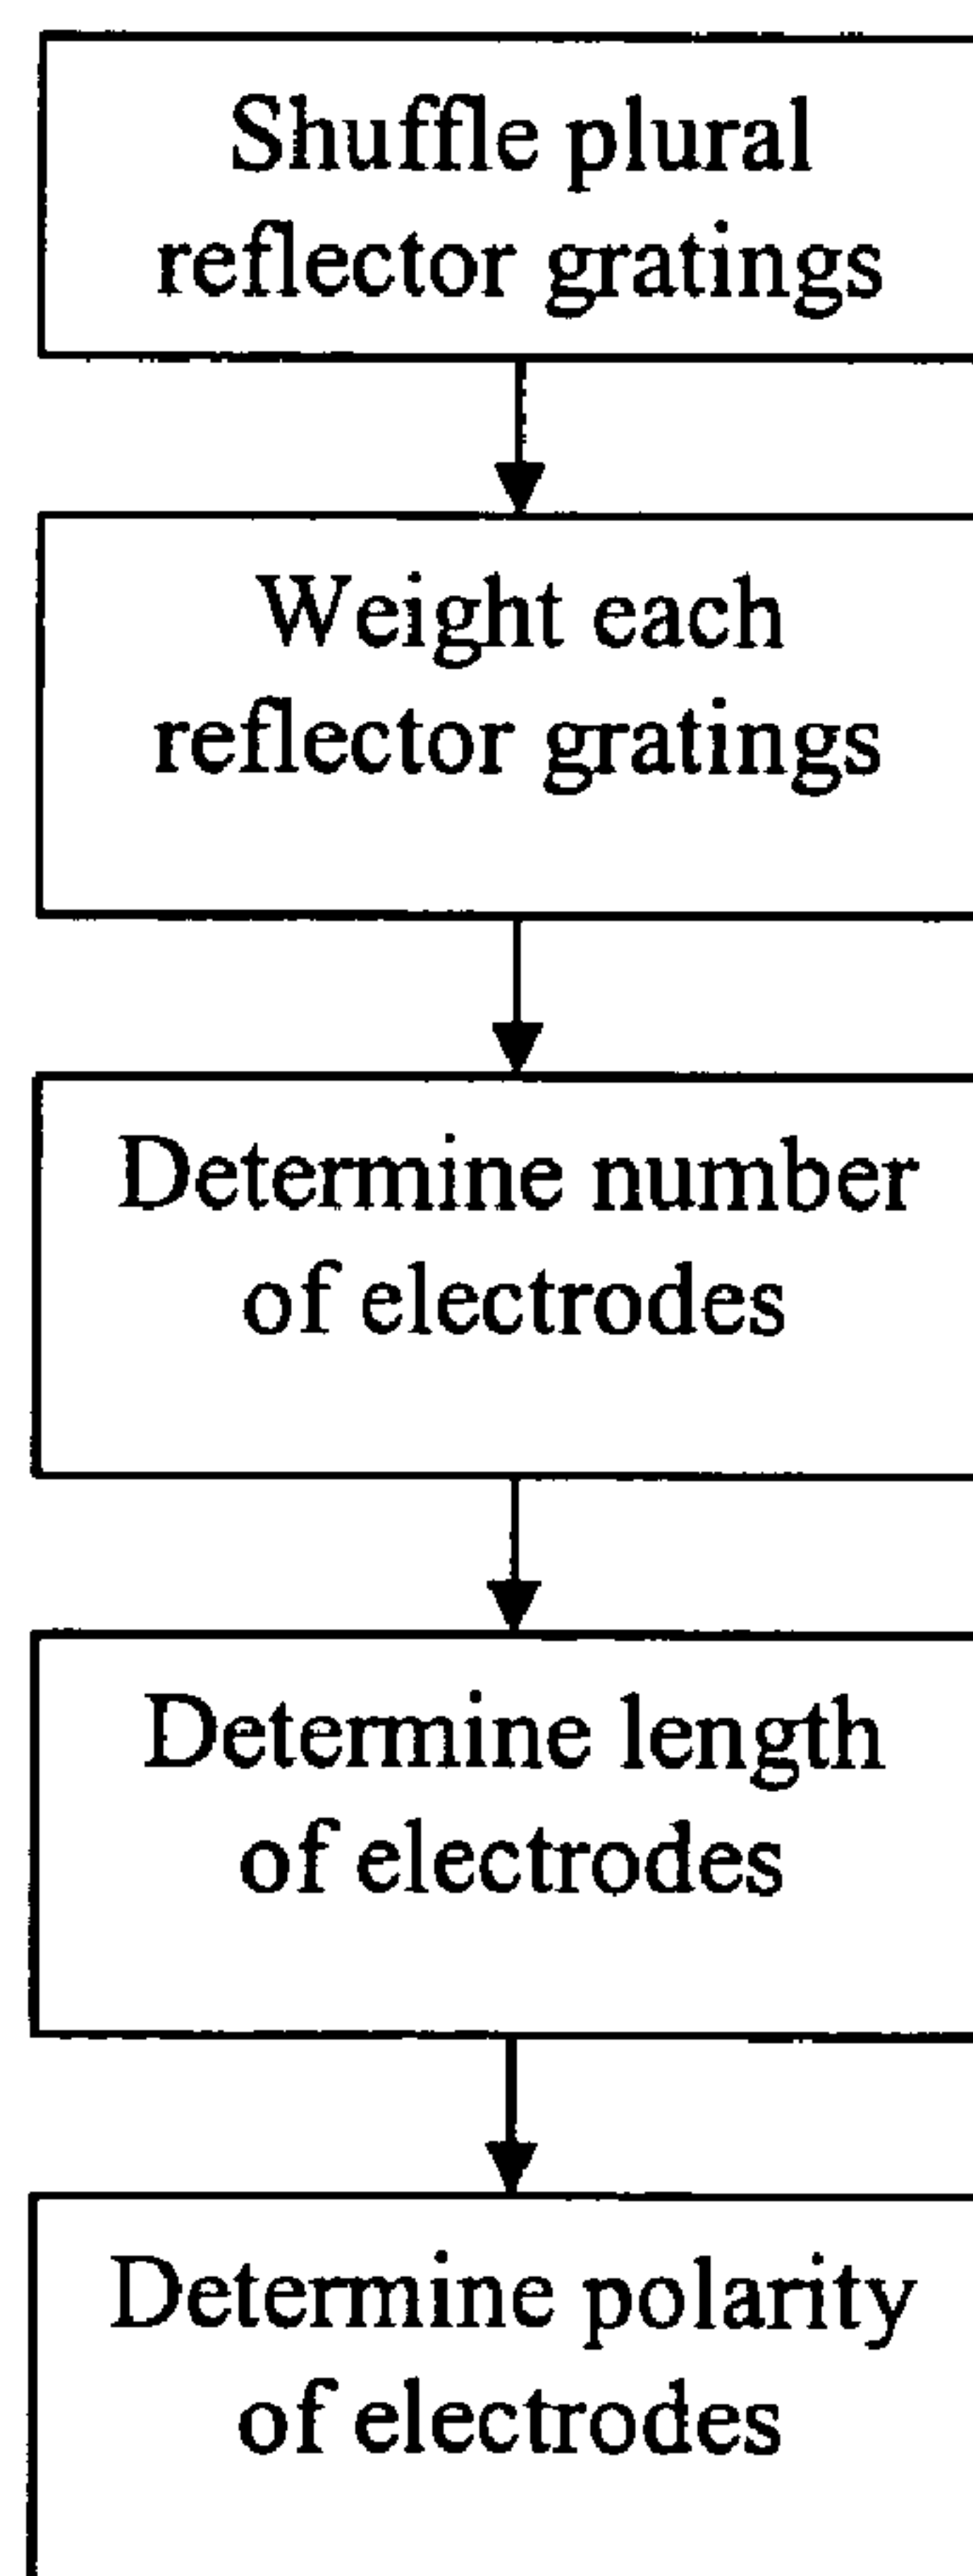 Shuffle plural
reflector gratings
Weight each
reflector gratings
Determine number
of electrodes
Determine length
of electrodes
Determine polarity
of electrodes